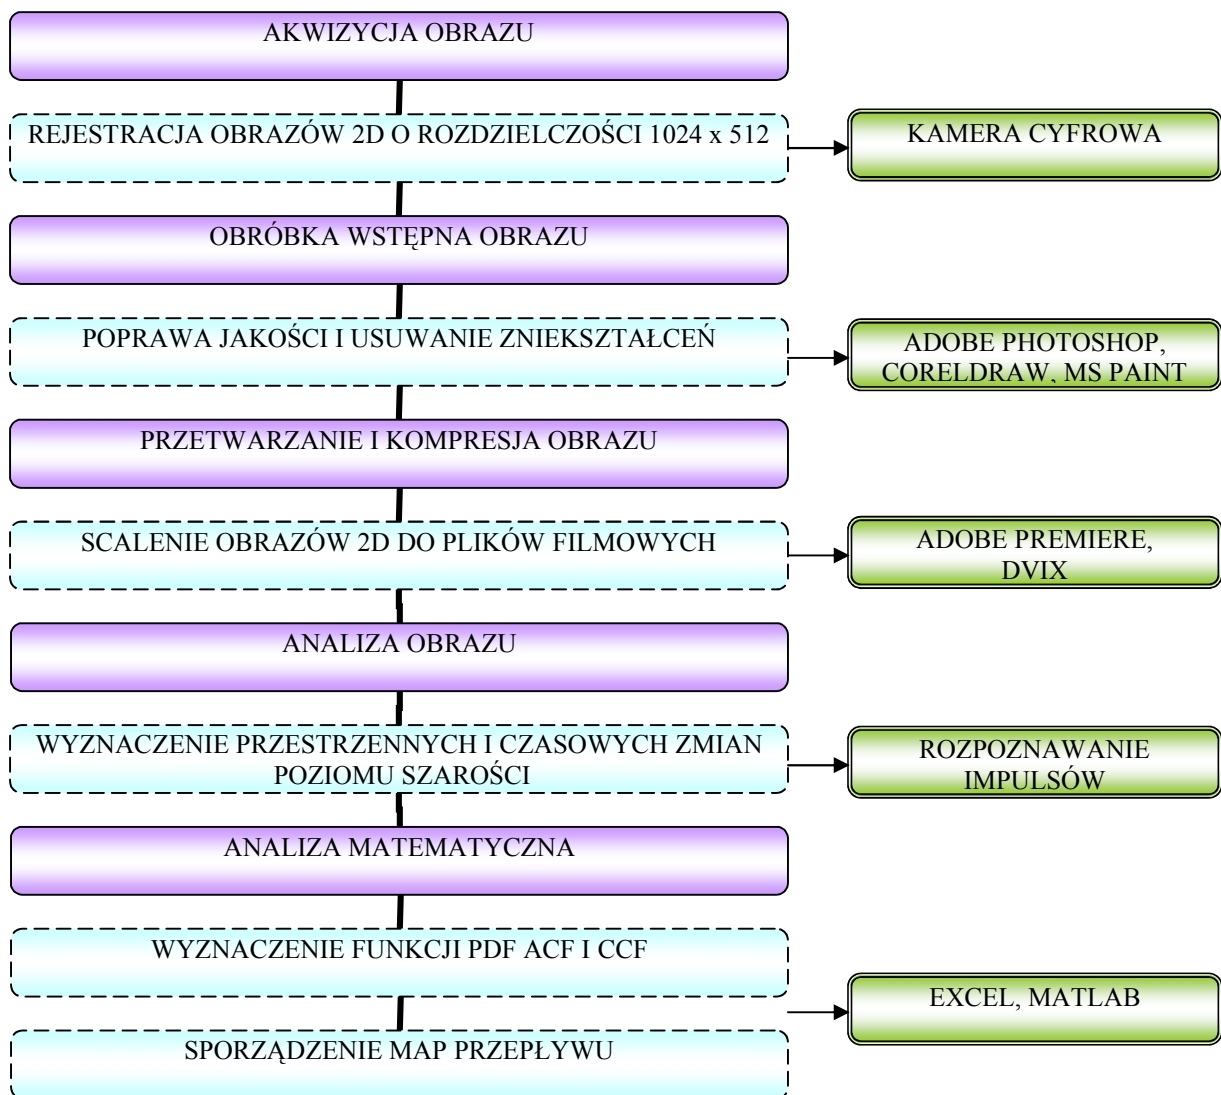 AKWIZYCJA OBRAZU
REJESTRACJA OBRAZÓW 2D O ROZDZIELCZOŚCI 1024 x 512
KAMERA CYFROWA
OBRÓBKA WSTĘPNA OBRAZU
POPRAWA JAKOŚCI I USUWANIE ZNIEKSZTAŁCEŃ
ADOBE PHOTOSHOP,
CORELDRAW, MS PAINT
PRZETWARZANIE I KOMPRESJA OBRAZU
SCALENIE OBRAZÓW 2D DO PLIKÓW FILMOWYCH
ADOBE PREMIERE,
DVIX
ANALIZA OBRAZU
WYZNACZENIE PRZESTRZENNYCH I CZASOWYCH ZMIAN
POZIOMU SZAROŚCI
ROZPOZNAWANIE
IMPULSÓW
ANALIZA MATEMATYCZNA
WYZNACZENIE FUNKCJI PDF ACF I CCF
EXCEL, MATLAB
SPORZĄDZENIE MAP PRZEPŁYWU